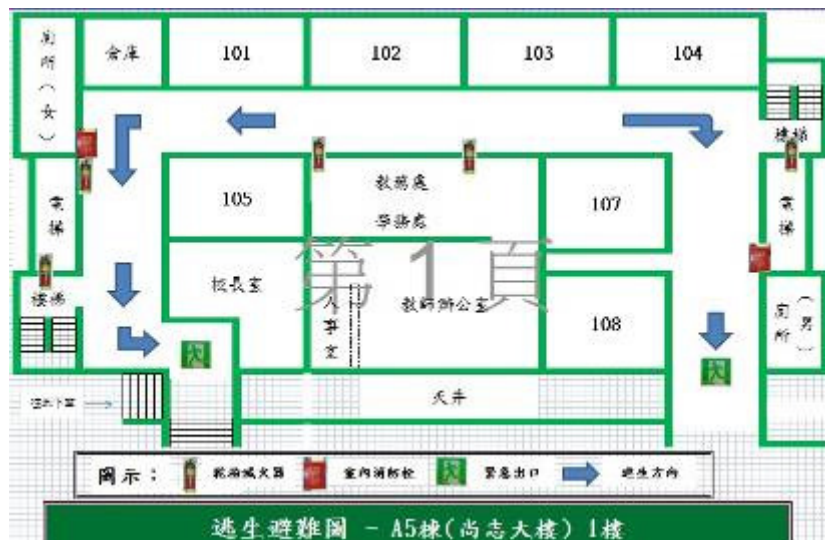 廁所（女）
倉庫
101
102
103
104
樓梯
電梯
105
教務處
學務處
107
電梯
第 1 頁
樓梯
校長室
人事室
教師辦公室
108
廁所（男）
天井
圖示：
乾粉滅火器
室內消防栓
緊急出口
逃生方向
逃生避難圖 - A5棟(尚志大樓) 1樓